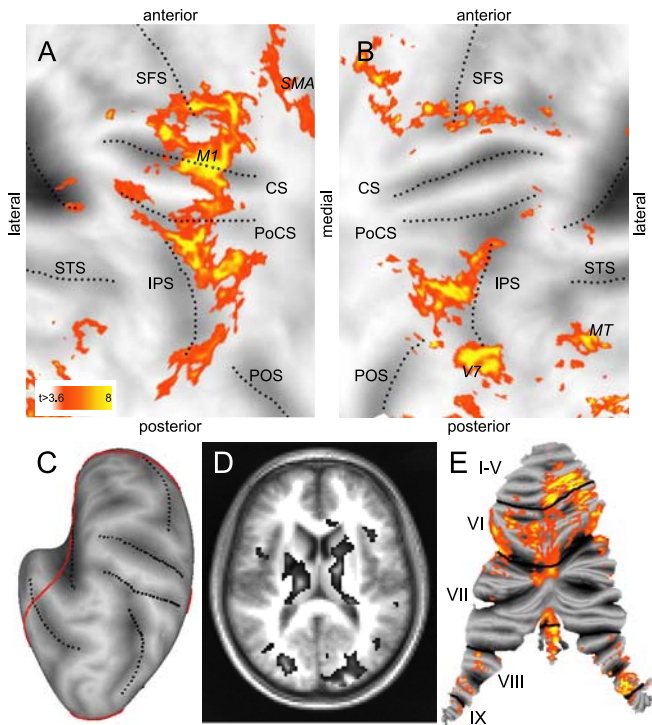 anterior
anterior
A
SFS
SMA
M1
CS
PoCS
IPS
STS
POS
t>3.6
8
lateral
medial
posterior
B
SFS
CS
PoCS
IPS
STS
MT
V7
POS
lateral
posterior
C
D
E
I-V
VI
VII
VIII
IX